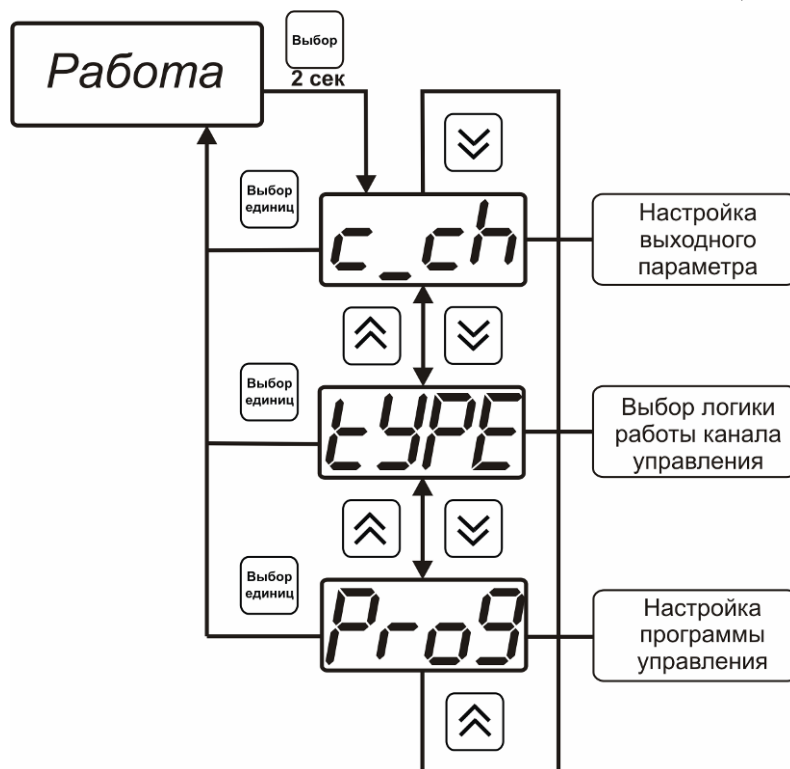 Работа
Выбор
2 сек
Выбор
единиц
c_ch
Настройка
выходного
параметра
Выбор
единиц
tYPE
Выбор логики
работы канала
управления
Выбор
единиц
Prog
Настройка
программы
управления